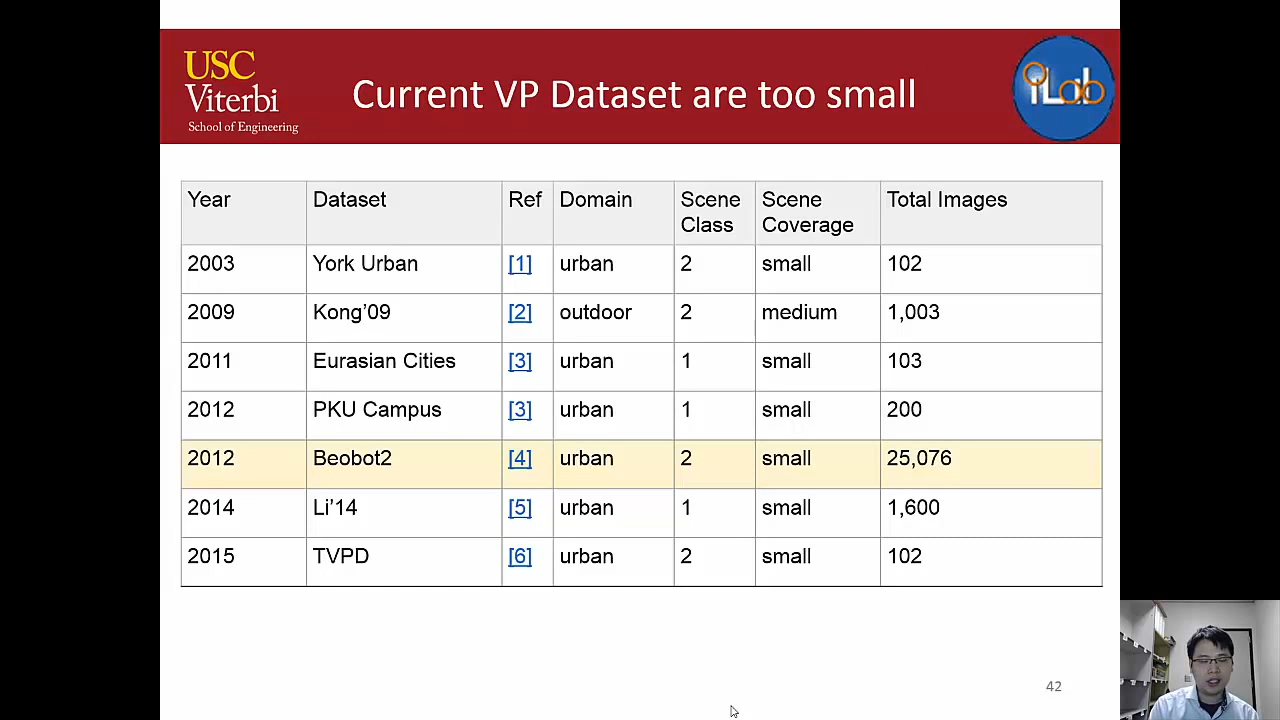 USC
Viterbi
School of Engineering
Current VP Dataset are too small
iLab
Year Dataset Ref Domain Scene Class Scene Coverage Total Images
2003 York Urban [1] urban 2 small 102
2009 Kong’09 [2] outdoor 2 medium 1,003
2011 Eurasian Cities [3] urban 1 small 103
2012 PKU Campus [3] urban 1 small 200
2012 Beobot2 [4] urban 2 small 25,076
2014 Li’14 [5] urban 1 small 1,600
2015 TVPD [6] urban 2 small 102
42